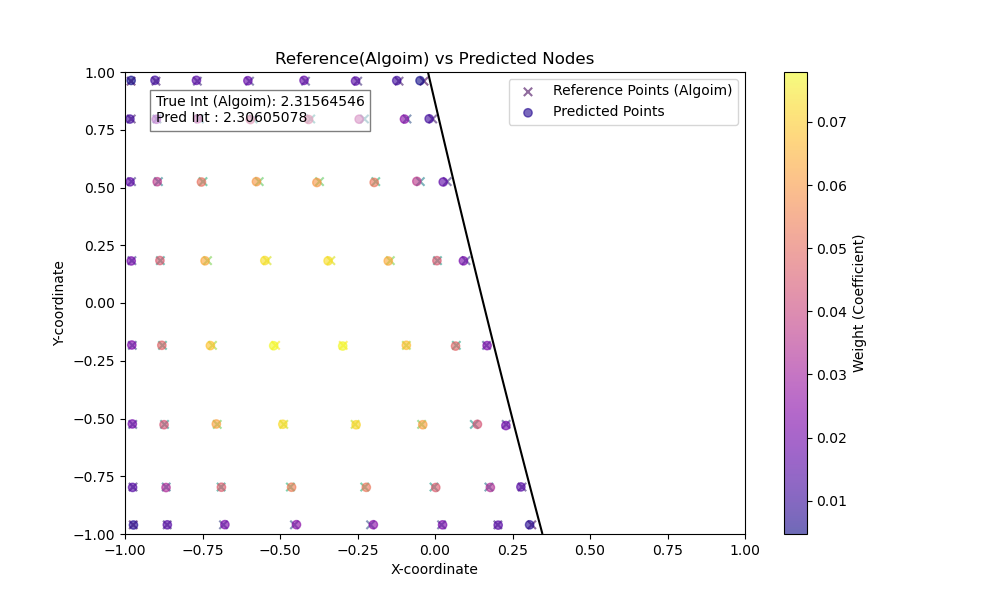 Reference(Algoim) vs Predicted Nodes
True Int (Algoim): 2.31564546
Pred Int : 2.30605078
Reference Points (Algoim)
Predicted Points
1.00
0.75
0.50
0.25
0.00
−0.25
−0.50
−0.75
−1.00
Y-coordinate
−1.00 −0.75 −0.50 −0.25 0.00 0.25 0.50 0.75 1.00
X-coordinate
0.07
0.06
0.05
0.04
0.03
0.02
0.01
Weight (Coefficient)